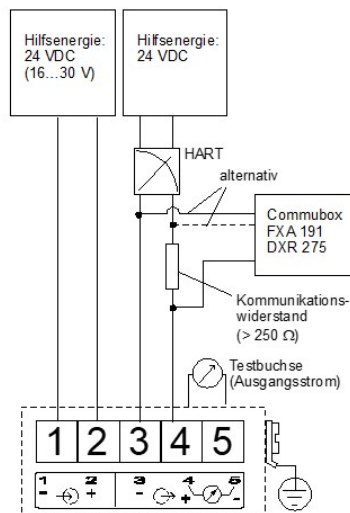 Hilfsenergie:
24 VDC
(16...30 V)
Hilfsenergie:
24 VDC
HART
alternativ
Commubox
FXA 191
DXR 275
Kommunikations-
widerstand
(> 250 Ω)
Testbuchse
(Ausgangsstrom)
1 2 3 4 5
1 2 3 4 5
- + - + -